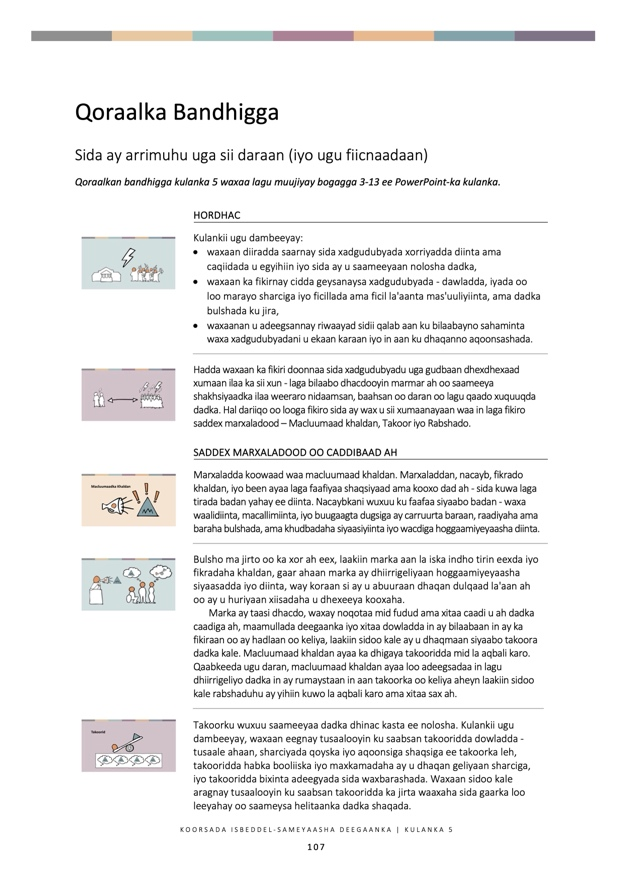 Qoraalka Bandhigga
Sida ay arrimuhu uga sii daraan (iyo ugu fiicnaadaan)
Qoraalkan bandhigga kulanka 5 waxaa lagu muujiyay bogagga 3-13 ee PowerPoint-ka kulanka.
HORDHAC
Kulankii ugu dambeeyay:
• waxaan diiradda saarnay sida xadgudubyada xorriyadda diinta ama
caqiidada u egyihiin iyo sida ay u saameeyaan nolosha dadka,
• waxaan ka fikirnay cidda geysanaysa xadgudubyada - dawladda, iyada oo
loo marayo sharciga iyo ficillada ama ficil la'aanta mas'uuliyiinta, ama dadka
bulshada ku jira,
• waxaanan u adeegsannay riwaayad sidii qalab aan ku bilaabayno sahaminta
waxa xadgudubyadani u ekaan karaan iyo in aan ku dhaqanno aqoonsashada.
Hadda waxaan ka fikiri doonnaa sida xadgudubyadu uga gudbaan dhexdhexaad
xumaan ilaa ka sii xun - laga bilaabo dhacdooyin marmar ah oo saameeya
shakhsiyaadka ilaa weeraro nidaamsan, baahsan oo daran oo lagu qaado xuquuqda
dadka. Hal dariiqo oo looga fikiro sida ay wax u sii xumaanayaan waa in laga fikiro
saddex marxaladood – Macluumaad khaldan, Takoor iyo Rabshado.
SADDEX MARXALADOOD OO CADDIBAAD AH
Macluumaadka Khaldan
Marxaladda koowaad waa macluumaad khaldan. Marxaladdan, nacayb, fikrado
khaldan, iyo been ayaa laga faafiyaa shaqsiyaad ama kooxo dad ah - sida kuwa laga
tirada badan yahay ee diinta. Nacaybkani wuxuu ku faafaa siyaabo badan - waxa
waalidiinta, macallimiinta, iyo buugaagta dugsiga ay carruurta baraan, raadiyaha ama
baraha bulshada, ama khudbadaha siyaasiyiinta iyo wacdiga hoggaamiyeyaasha diinta.
Bulsho ma jirto oo ka xor ah eex, laakiin marka aan la iska indho tirin eexda iyo
fikradaha khaldan, gaar ahaan marka ay dhiirrigeliyaan hoggaamiyeyaasha
siyaasadda iyo diinta, way koraan si ay u abuuraan dhaqan dulqaad la'aan ah
oo ay u huriyaan xiisadaha u dhexeeya kooxaha.
Marka ay taasi dhacdo, waxay noqotaa mid fudud ama xitaa caadi u ah dadka
caadiga ah, maamullada deegaanka iyo xitaa dowladda in ay bilaabaan in ay ka
fikiraan oo ay hadlaan oo keliya, laakiin sidoo kale ay u dhaqmaan siyaabo takoora
dadka kale. Macluumaad khaldan ayaa ka dhigaya takooridda mid la aqbali karo.
Qaabkeeda ugu daran, macluumaad khaldan ayaa loo adeegsadaa in lagu
dhiirrigeliyo dadka in ay rumaystaan in aan takoorka oo keliya aheyn laakiin sidoo
kale rabshaduhu ay yihiin kuwo la aqbali karo ama xitaa sax ah.
Takoorid
Takoorku wuxuu saameeyaa dadka dhinac kasta ee nolosha. Kulankii ugu
dambeeyay, waxaan eegnay tusaalooyin ku saabsan takooridda dowladda -
tusaale ahaan, sharciyada qoyska iyo aqoonsiga shaqsiga ee takoorka leh,
takooridda habka booliiska iyo maxkamadaha ay u dhaqan geliyaan sharciga,
iyo takooridda bixinta adeegyada sida waxbarashada. Waxaan sidoo kale
aragnay tusaalooyin ku saabsan takooridda ka jirta waaxaha sida gaarka loo
leeyahay oo saameysa helitaanka dadka shaqada.
KOORSADA ISBEDDEL-SAMEYAASHA DEEGAANKA | KULANKA 5
107